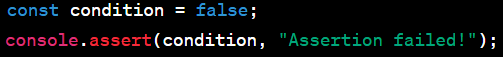 const condition = false;
console.assert(condition, "Assertion failed!");